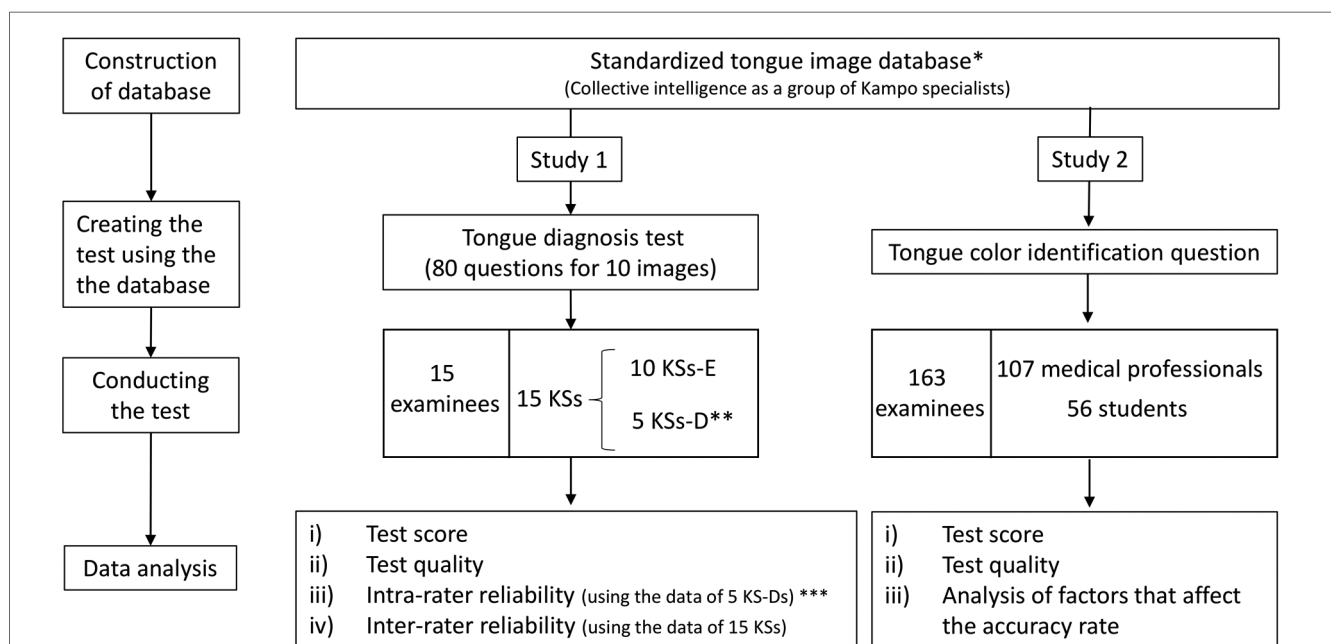 Construction
of database
Standardized tongue image database*
(Collective intelligence as a group of Kampo specialists)
Study 1
Study 2
Creating the
test using the
the database
Tongue diagnosis test
(80 questions for 10 images)
Tongue color identification question
Conducting
the test
15
examinees
15 KSs
10 KSs-E
5 KSs-D**
163
examinees
107 medical professionals
56 students
Data analysis
i) Test score
ii) Test quality
iii) Intra-rater reliability (using the data of 5 KS-Ds) ***
iv) Inter-rater reliability (using the data of 15 KSs)
i) Test score
ii) Test quality
iii) Analysis of factors that affect
the accuracy rate